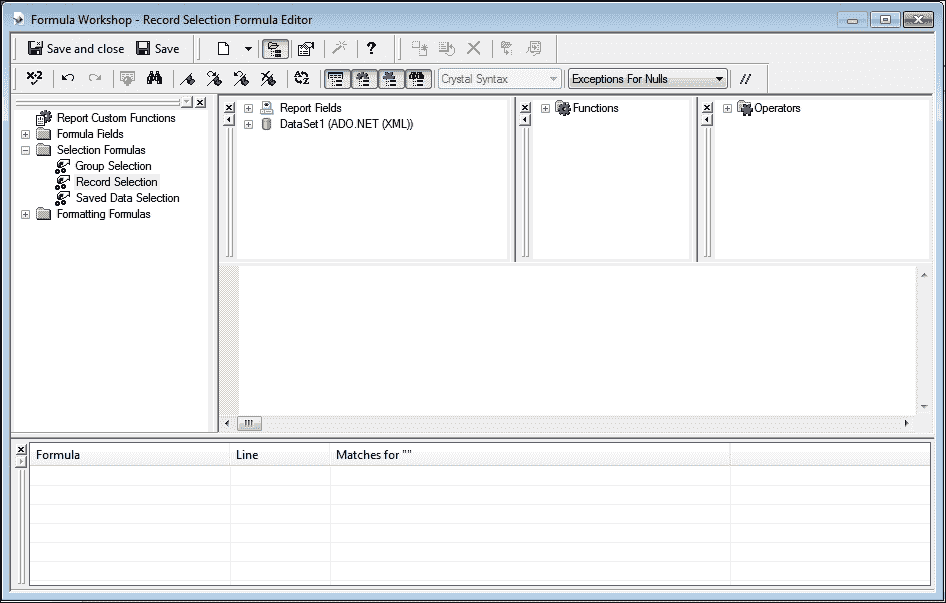 Formula Workshop - Record Selection Formula Editor
Save and close Save ?
x-2 Crystal Syntax Exceptions For Nulls //
Report Custom Functions
Formula Fields
Selection Formulas
Group Selection
Record Selection
Saved Data Selection
Formatting Formulas
Report Fields
DataSet1 (ADO.NET (XML))
Functions
Operators
Formula Line Matches for ""